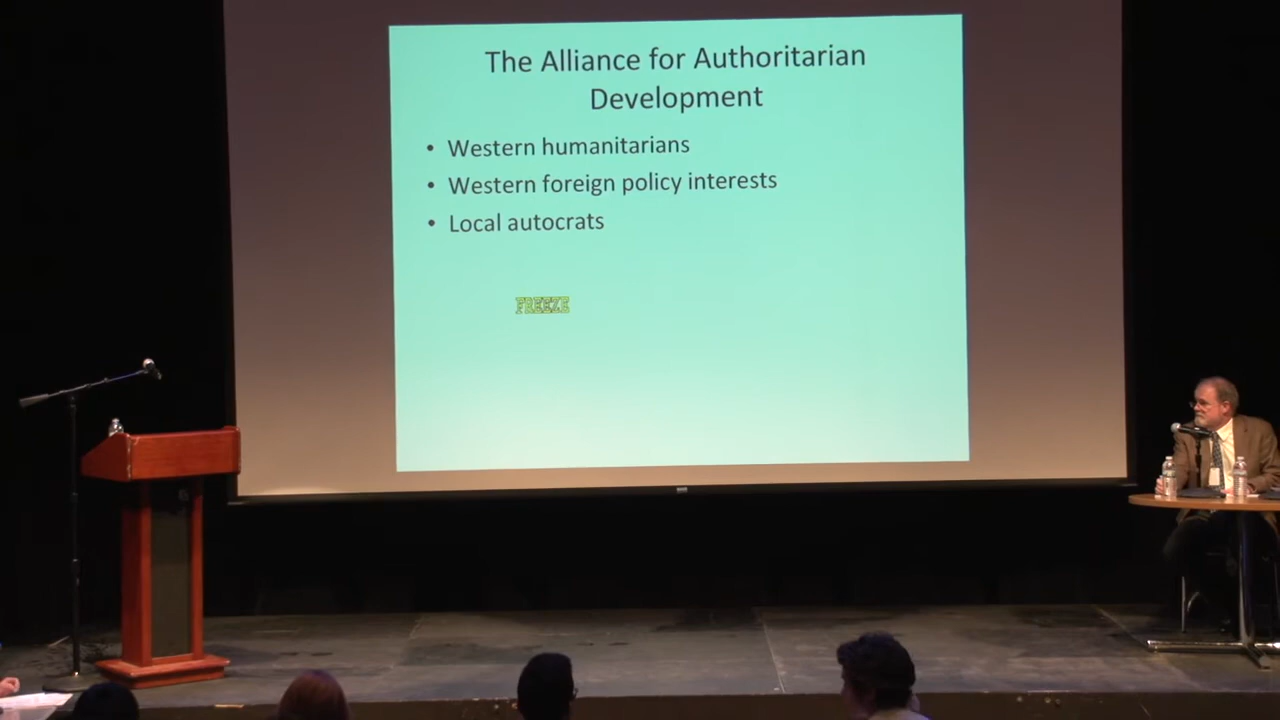 The Alliance for Authoritarian
Development
• Western humanitarians
• Western foreign policy interests
• Local autocrats
FREEZE